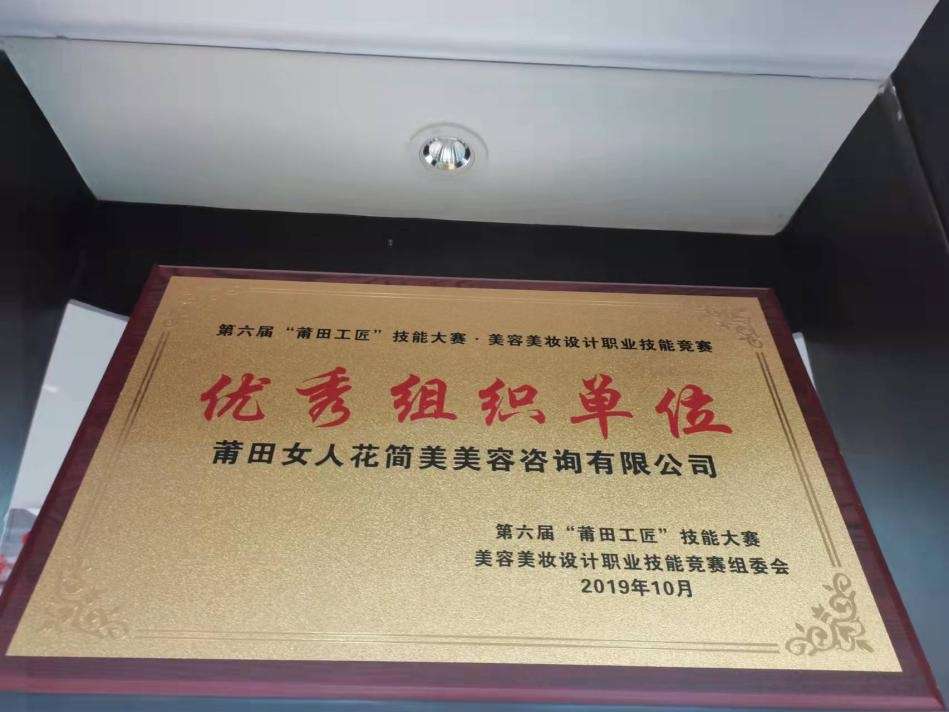 第六届“莆田工匠”技能大赛·美容美妆设计职业技能竞赛
优秀组织单位
莆田女人花简美美容咨询有限公司
第六届“莆田工匠”技能大赛
美容美妆设计职业技能竞赛组委会
2019年10月